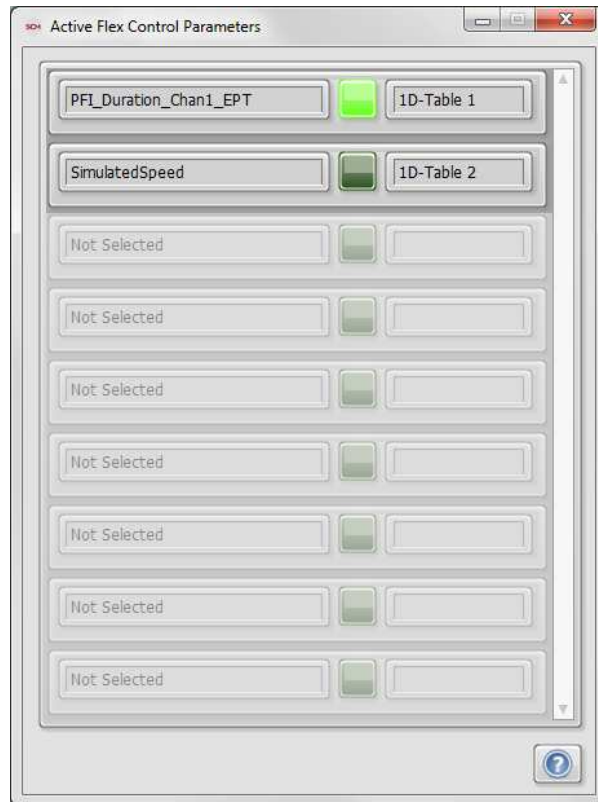 SCM Active Flex Control Parameters
PFI_Duration_Chan1_EPT 1D-Table 1
SimulatedSpeed 1D-Table 2
Not Selected
Not Selected
Not Selected
Not Selected
Not Selected
Not Selected
Not Selected